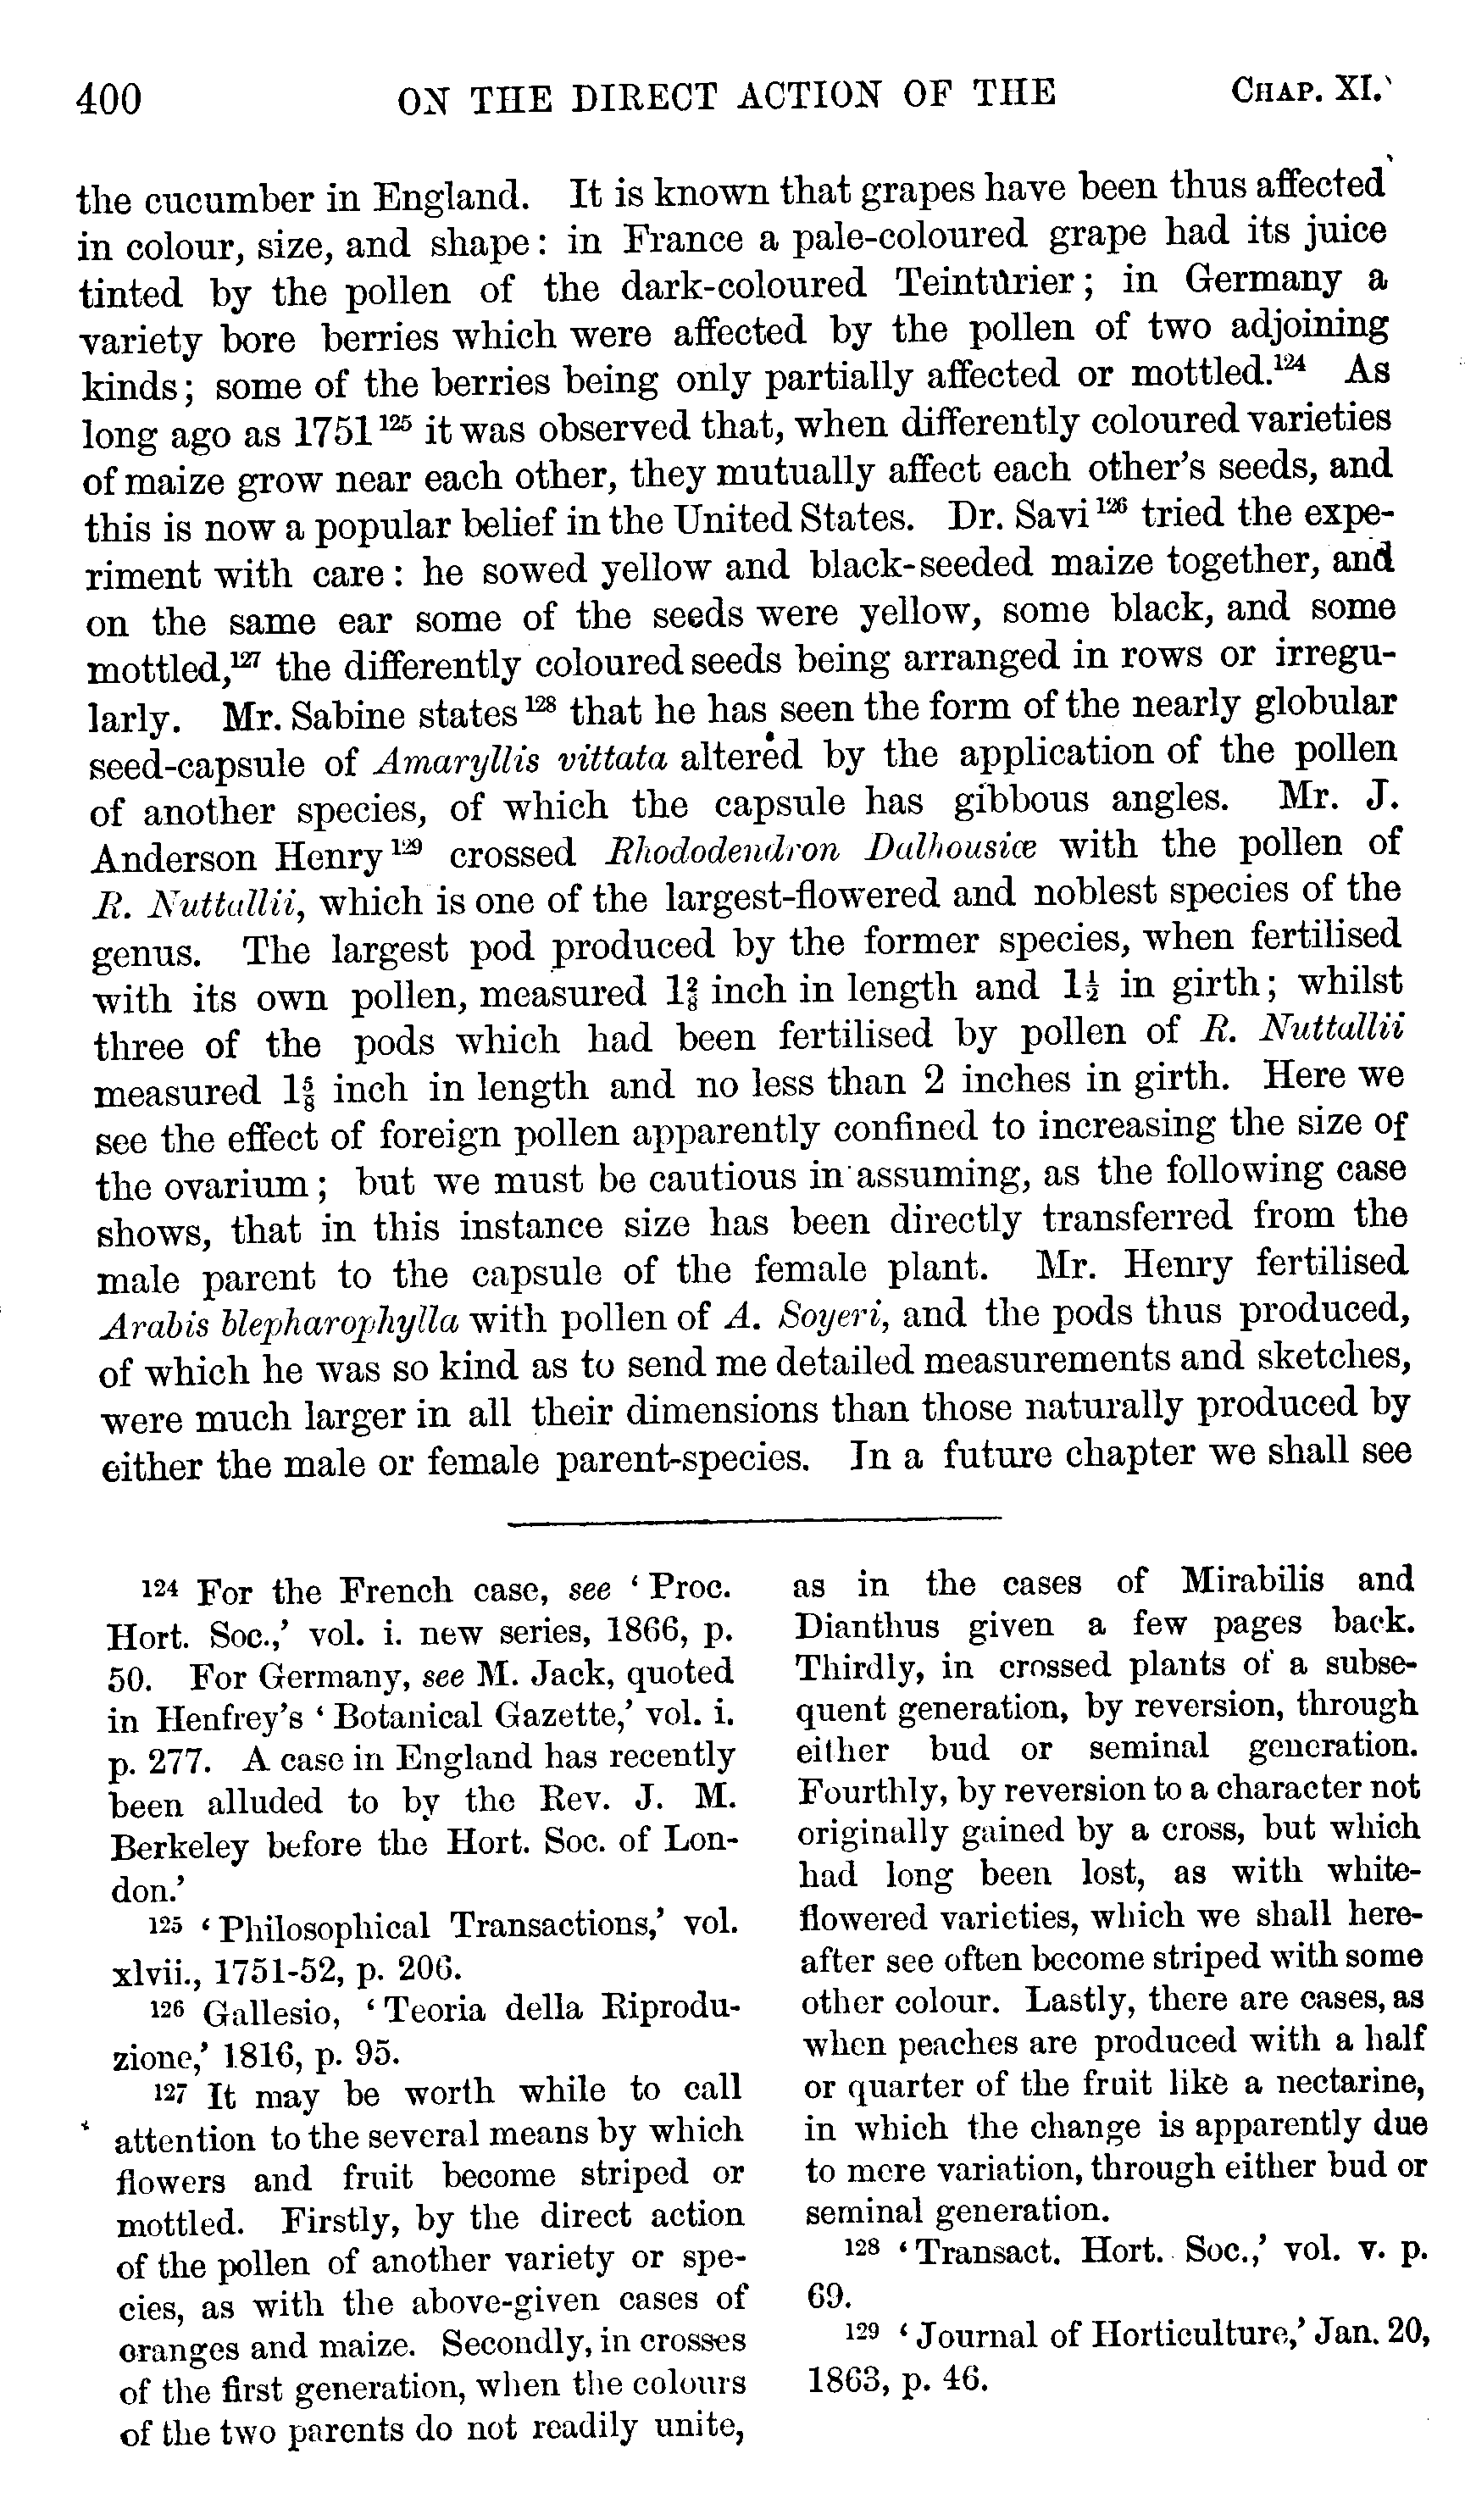 400 ON THE DIRECT ACTION OF THE CHAP. XI.
the cucumber in England. It is known that grapes have been thus affected
in colour, size, and shape: in France a pale-coloured grape had its juice
tinted by the pollen of the dark-coloured Teinturier; in Germany a
variety bore berries which were affected by the pollen of two adjoining
kinds; some of the berries being only partially affected or mottled.¹²⁴ As
long ago as 1751 ¹²⁵ it was observed that, when differently coloured varieties
of maize grow near each other, they mutually affect each other's seeds, and
this is now a popular belief in the United States. Dr. Savi ¹²⁶ tried the expe-
riment with care: he sowed yellow and black-seeded maize together, and
on the same ear some of the seeds were yellow, some black, and some
mottled,¹²⁷ the differently coloured seeds being arranged in rows or irregu-
larly. Mr. Sabine states ¹²⁸ that he has seen the form of the nearly globular
seed-capsule of Amaryllis vittata altered by the application of the pollen
of another species, of which the capsule has gibbous angles. Mr. J.
Anderson Henry ¹²⁹ crossed Rhododendron Dalhousiæ with the pollen of
R. Nuttallii, which is one of the largest-flowered and noblest species of the
genus. The largest pod produced by the former species, when fertilised
with its own pollen, measured 1⅜ inch in length and 1½ in girth; whilst
three of the pods which had been fertilised by pollen of R. Nuttallii
measured 1⅝ inch in length and no less than 2 inches in girth. Here we
see the effect of foreign pollen apparently confined to increasing the size of
the ovarium; but we must be cautious in assuming, as the following case
shows, that in this instance size has been directly transferred from the
male parent to the capsule of the female plant. Mr. Henry fertilised
Arabis blepharophylla with pollen of A. Soyeri, and the pods thus produced,
of which he was so kind as to send me detailed measurements and sketches,
were much larger in all their dimensions than those naturally produced by
either the male or female parent-species. In a future chapter we shall see
¹²⁴ For the French case, see 'Proc.
Hort. Soc.,' vol. i. new series, 1866, p.
50. For Germany, see M. Jack, quoted
in Henfrey's 'Botanical Gazette,' vol. i.
p. 277. A case in England has recently
been alluded to by the Rev. J. M.
Berkeley before the Hort. Soc. of Lon-
don.'
¹²⁵ 'Philosophical Transactions,' vol.
xlvii., 1751-52, p. 206.
¹²⁶ Gallesio, 'Teoria della Riprodu-
zione,' 1816, p. 95.
¹²⁷ It may be worth while to call
attention to the several means by which
flowers and fruit become striped or
mottled. Firstly, by the direct action
of the pollen of another variety or spe-
cies, as with the above-given cases of
oranges and maize. Secondly, in crosses
of the first generation, when the colours
of the two parents do not readily unite,
as in the cases of Mirabilis and
Dianthus given a few pages back.
Thirdly, in crossed plants of a subse-
quent generation, by reversion, through
either bud or seminal generation.
Fourthly, by reversion to a character not
originally gained by a cross, but which
had long been lost, as with white-
flowered varieties, which we shall here-
after see often become striped with some
other colour. Lastly, there are cases, as
when peaches are produced with a half
or quarter of the fruit like a nectarine,
in which the change is apparently due
to mere variation, through either bud or
seminal generation.
¹²⁸ 'Transact. Hort. Soc.,' vol. v. p.
69.
¹²⁹ 'Journal of Horticulture,' Jan. 20,
1863, p. 46.